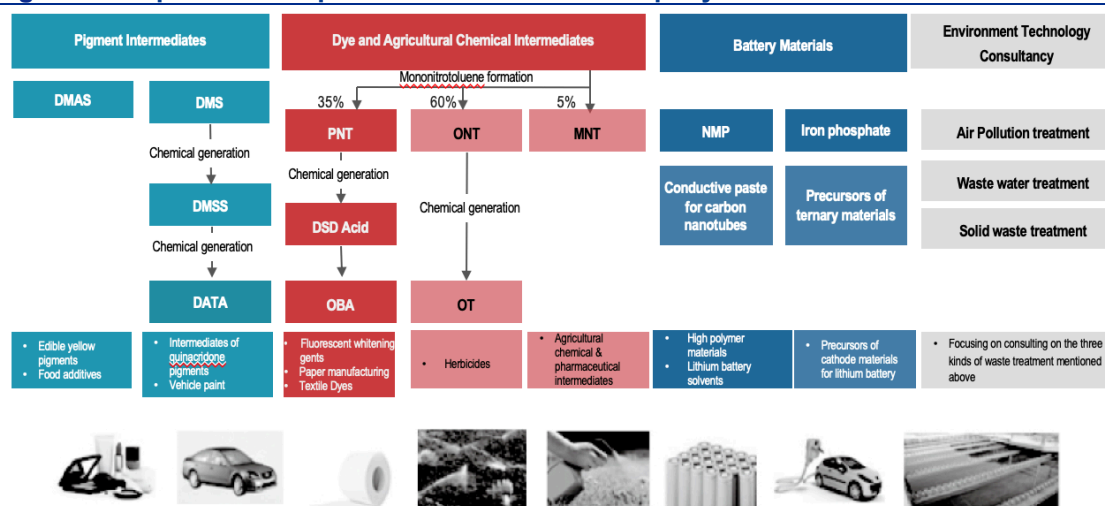 Pigment Intermediates
Dye and Agricultural Chemical Intermediates
Battery Materials
Environment Technology
Consultancy
Mononitrotoluene formation
35%
60%
5%
DMAS
DMS
PNT
ONT
MNT
NMP
Iron phosphate
Air Pollution treatment
Chemical generation
Chemical generation
Chemical generation
DMSS
DSD Acid
Conductive paste
for carbon
nanotubes
Precursors of
ternary materials
Waste water treatment
Solid waste treatment
Chemical generation
DATA
OBA
OT
• Edible yellow
pigments
• Food additives
• Intermediates of
quinacridone
pigments
• Vehicle paint
• Fluorescent whitening
gents
• Paper manufacturing
• Textile Dyes
• Herbicides
• Agricultural
chemical &
pharmaceutical
intermediates
• High polymer
materials
• Lithium battery
solvents
• Precursors of
cathode materials
for lithium battery
• Focusing on consulting on the three
kinds of waste treatment mentioned
above